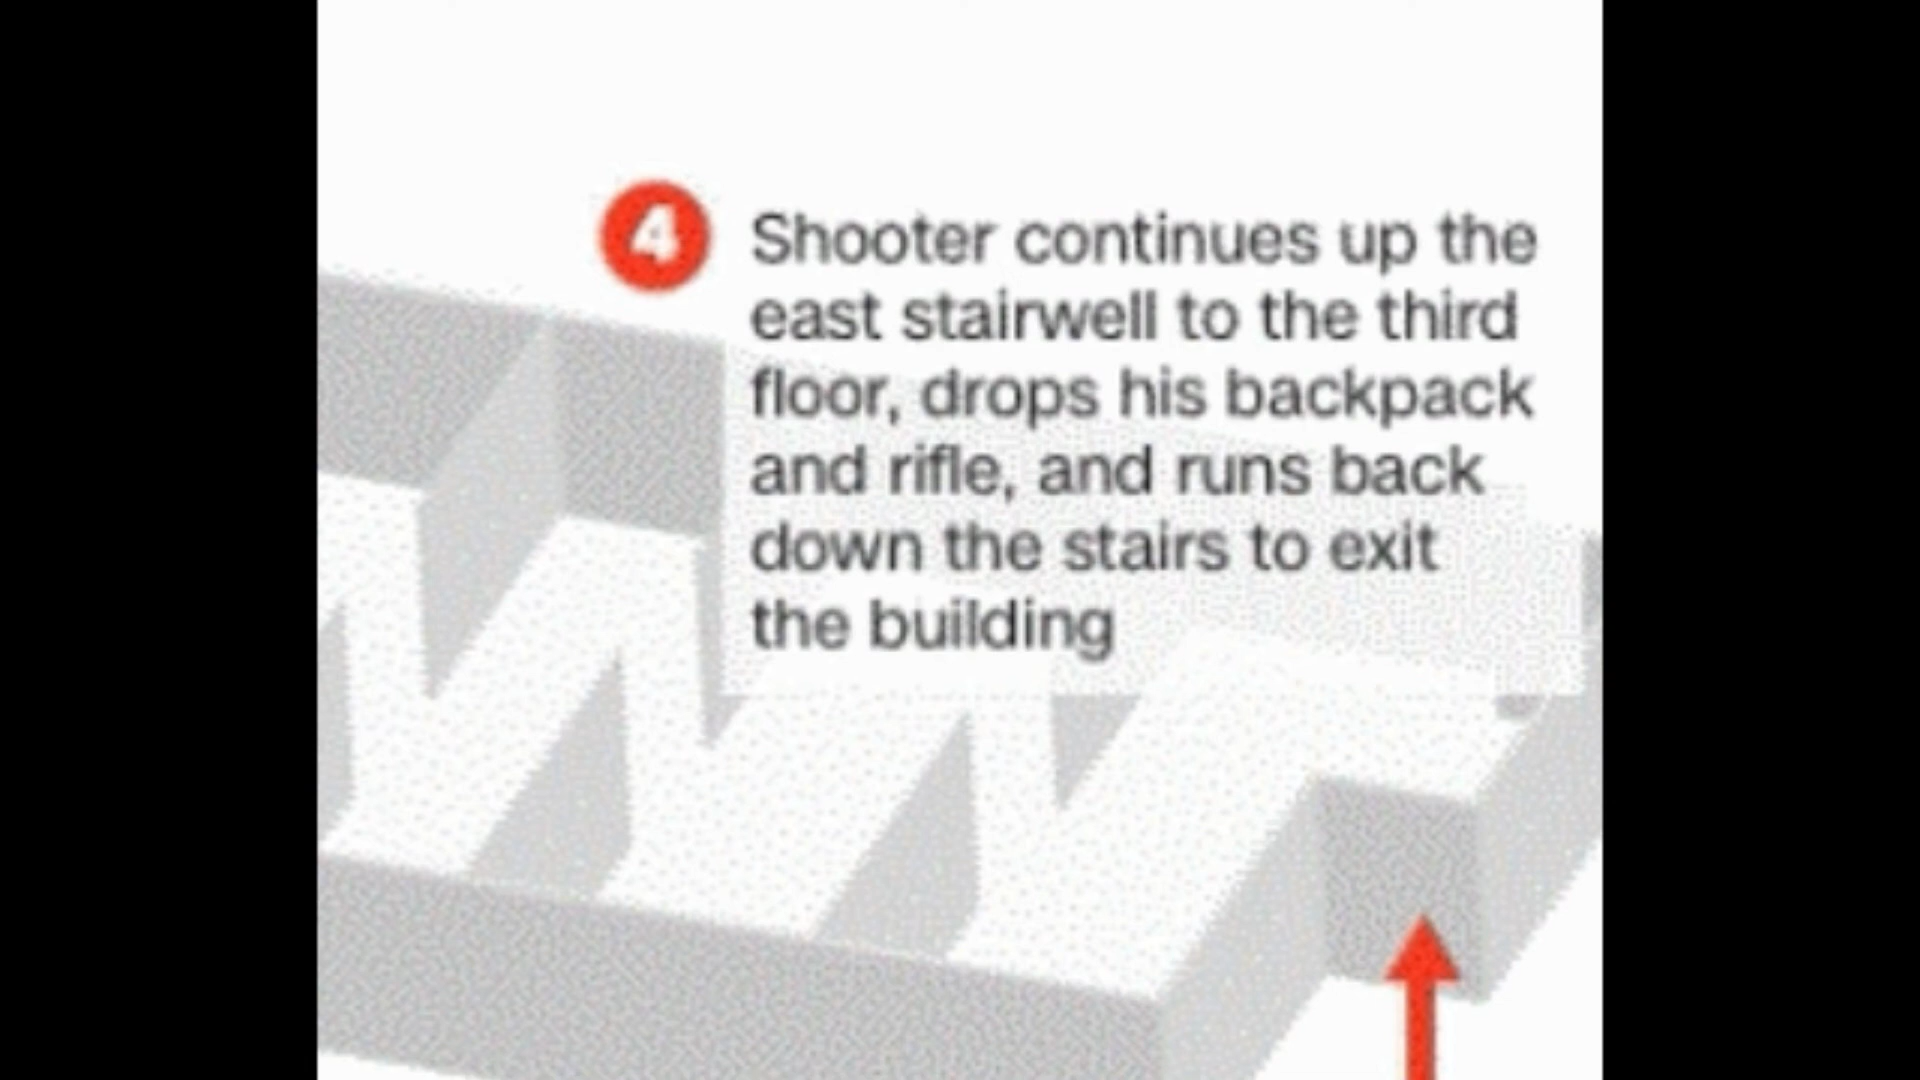 4
Shooter continues up the
east stairwell to the third
floor, drops his backpack
and rifle, and runs back
down the stairs to exit
the building